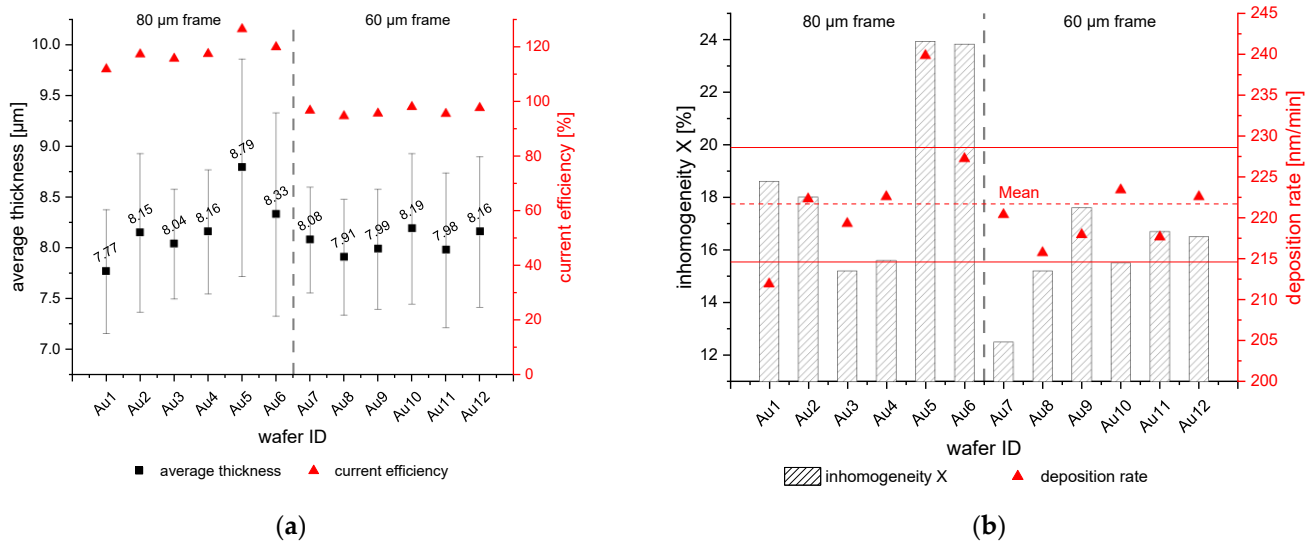 (a)
80 µm frame
60 µm frame
10.0
9.5
9.0
8.5
8.0
7.5
7.0
average thickness [µm]
7.77
8.15
8.04
8.16
8.79
8.33
8.08
7.91
7.99
8.19
7.98
8.16
120
100
80
60
40
20
0
current efficiency [%]
Au1 Au2 Au3 Au4 Au5 Au6 Au7 Au8 Au9 Au10 Au11 Au12
wafer ID
average thickness
current efficiency
(a)
b)
80 µm frame
60 µm frame
24
22
20
18
16
14
12
inhomogeneity X [%]
Mean
245
240
235
230
225
220
215
210
205
200
deposition rate [nm/min]
Au1 Au2 Au3 Au4 Au5 Au6 Au7 Au8 Au9 Au10 Au11 Au12
wafer ID
inhomogeneity X
deposition rate
(b)